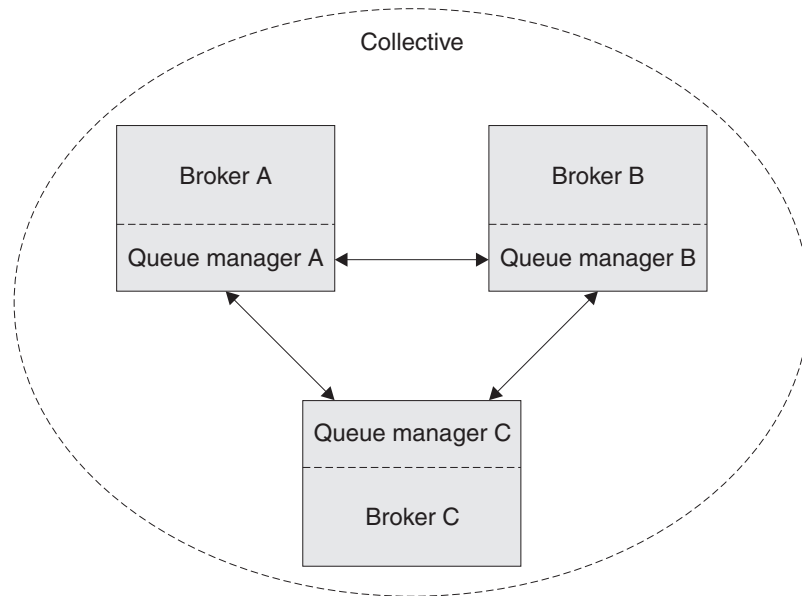 Collective
Broker A
Broker B
Queue manager A
Queue manager B
Queue manager C
Broker C